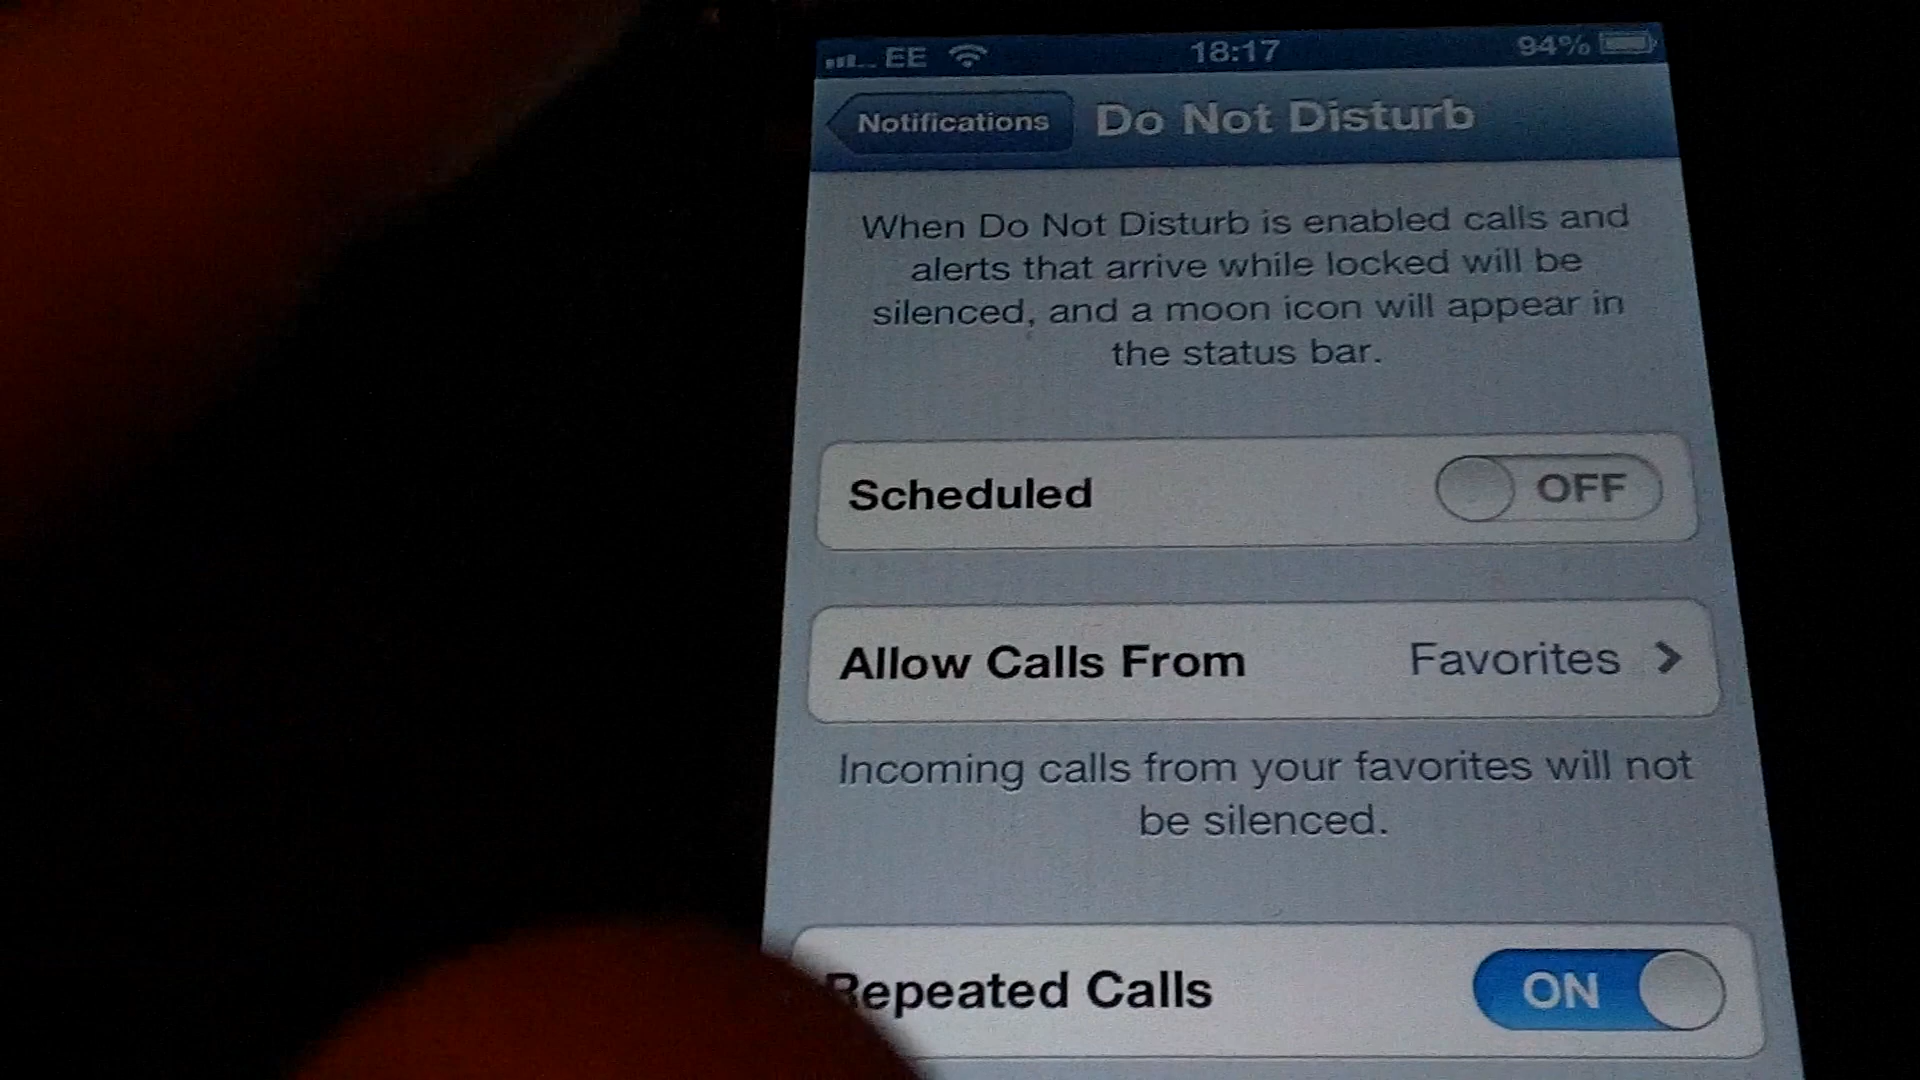 EE 18:17 94%
Notifications Do Not Disturb
When Do Not Disturb is enabled calls and
alerts that arrive while locked will be
silenced, and a moon icon will appear in
the status bar.
Scheduled OFF
Allow Calls From Favorites
Incoming calls from your favorites will not
be silenced.
Repeated Calls ON